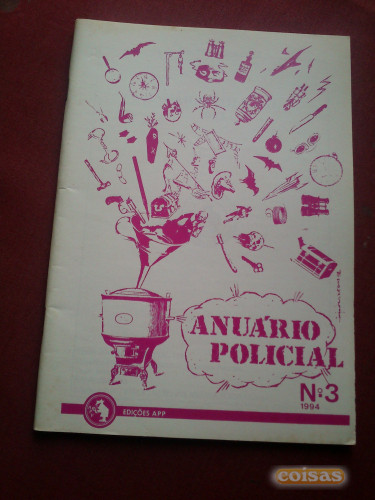 ANUÁRIO
POLICIAL
Nº3
1994
EDIÇÕES APP
coisas